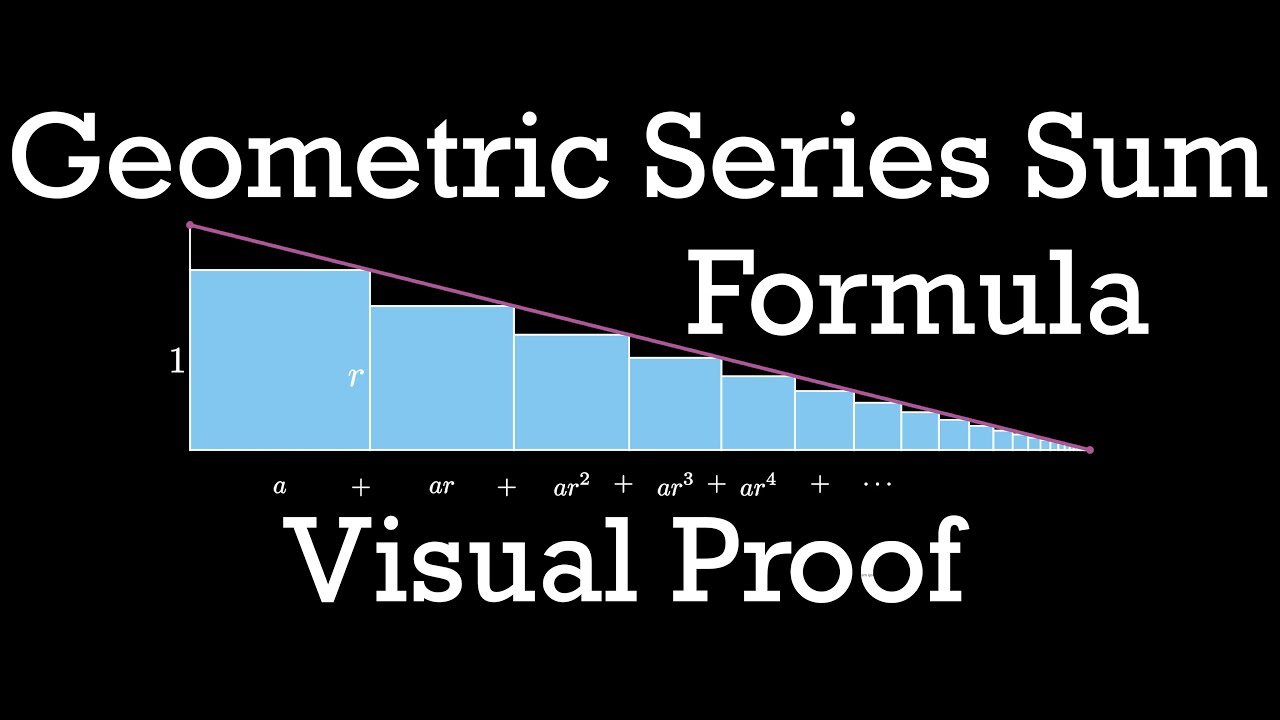 Geometric Series Sum
Formula
1
r
a + ar + ar² + ar³ + ar⁴ + ⋯
Visual Proof